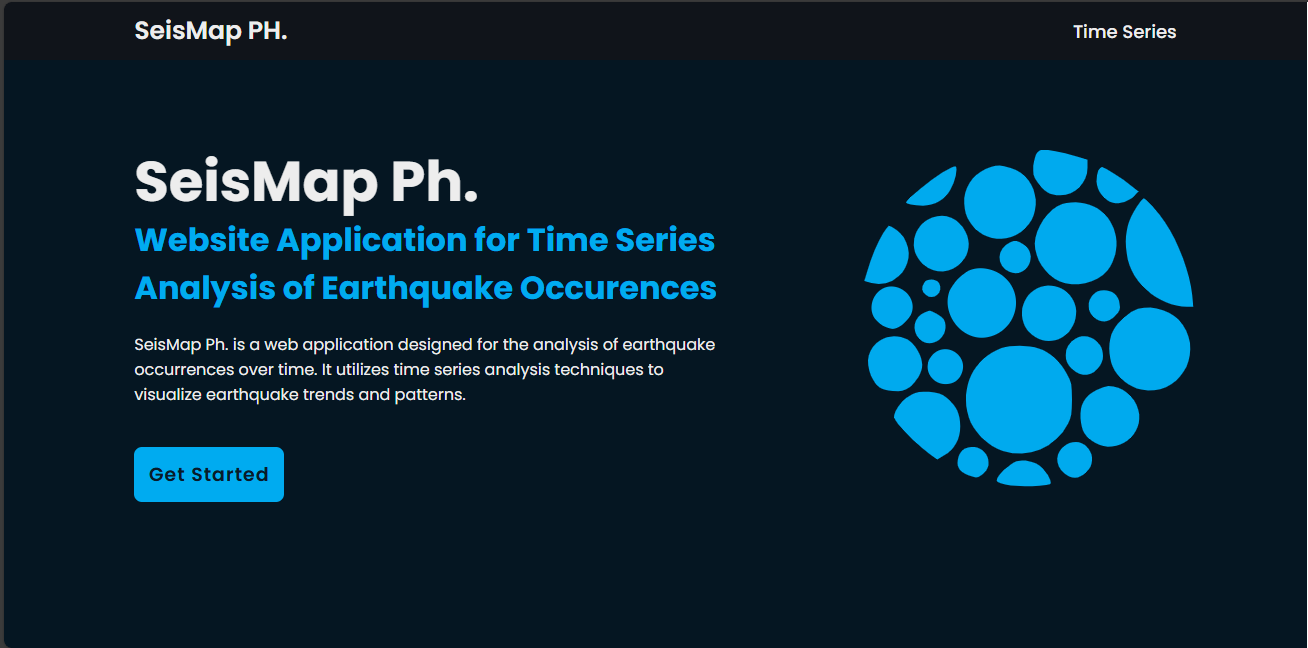 SeisMap PH.
Time Series
SeisMap Ph.
Website Application for Time Series
Analysis of Earthquake Occurences
SeisMap Ph. is a web application designed for the analysis of earthquake
occurrences over time. It utilizes time series analysis techniques to
visualize earthquake trends and patterns.
Get Started